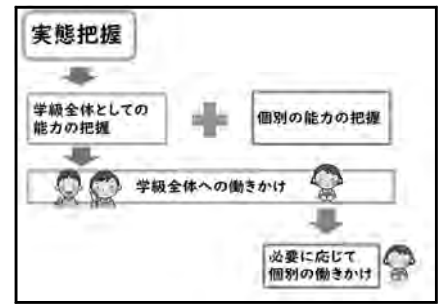 実態把握
学級全体としての
能力の把握
個別の能力の把握
学級全体への働きかけ
必要に応じて
個別の働きかけ